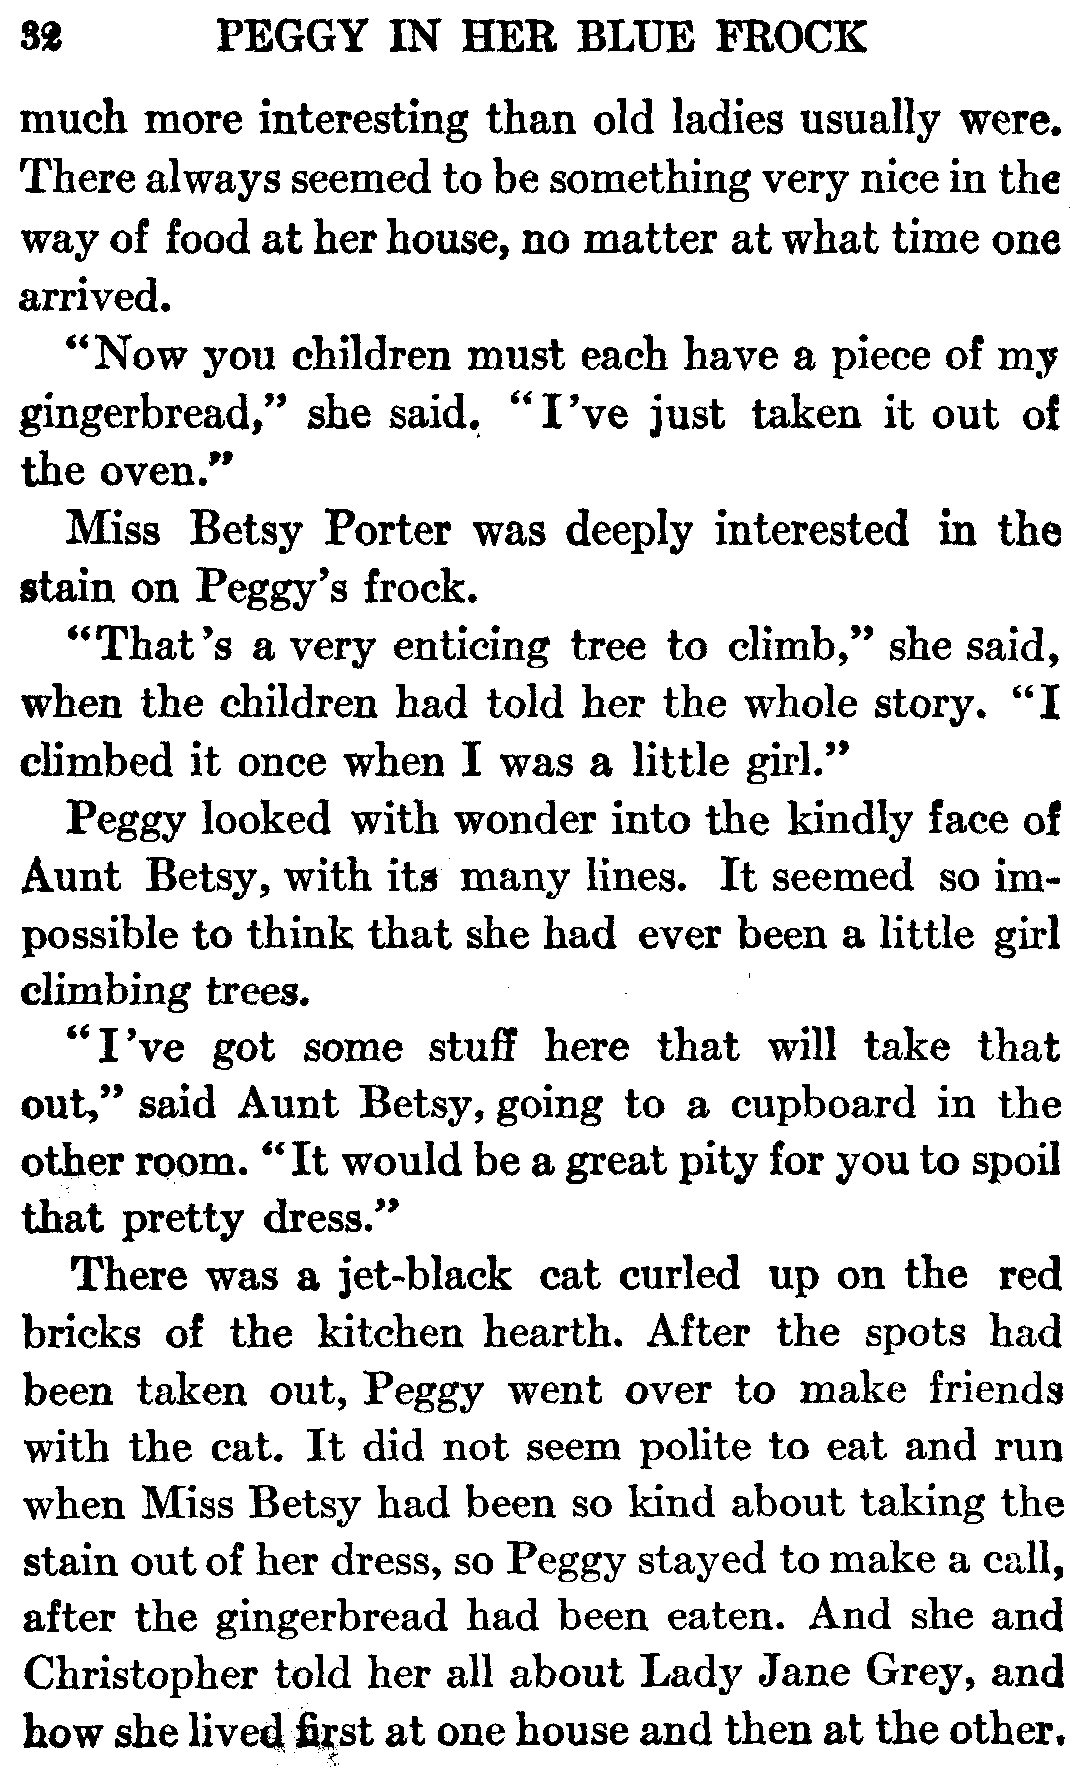 32 PEGGY IN HER BLUE FROCK
much more interesting than old ladies usually were.
There always seemed to be something very nice in the
way of food at her house, no matter at what time one
arrived.
“Now you children must each have a piece of my
gingerbread,” she said. “I’ve just taken it out of
the oven.”
Miss Betsy Porter was deeply interested in the
stain on Peggy’s frock.
“That’s a very enticing tree to climb,” she said,
when the children had told her the whole story. “I
climbed it once when I was a little girl.”
Peggy looked with wonder into the kindly face of
Aunt Betsy, with its many lines. It seemed so im-
possible to think that she had ever been a little girl
climbing trees.
“I’ve got some stuff here that will take that
out,” said Aunt Betsy, going to a cupboard in the
other room. “It would be a great pity for you to spoil
that pretty dress.”
There was a jet-black cat curled up on the red
bricks of the kitchen hearth. After the spots had
been taken out, Peggy went over to make friends
with the cat. It did not seem polite to eat and run
when Miss Betsy had been so kind about taking the
stain out of her dress, so Peggy stayed to make a call,
after the gingerbread had been eaten. And she and
Christopher told her all about Lady Jane Grey, and
how she lived first at one house and then at the other.